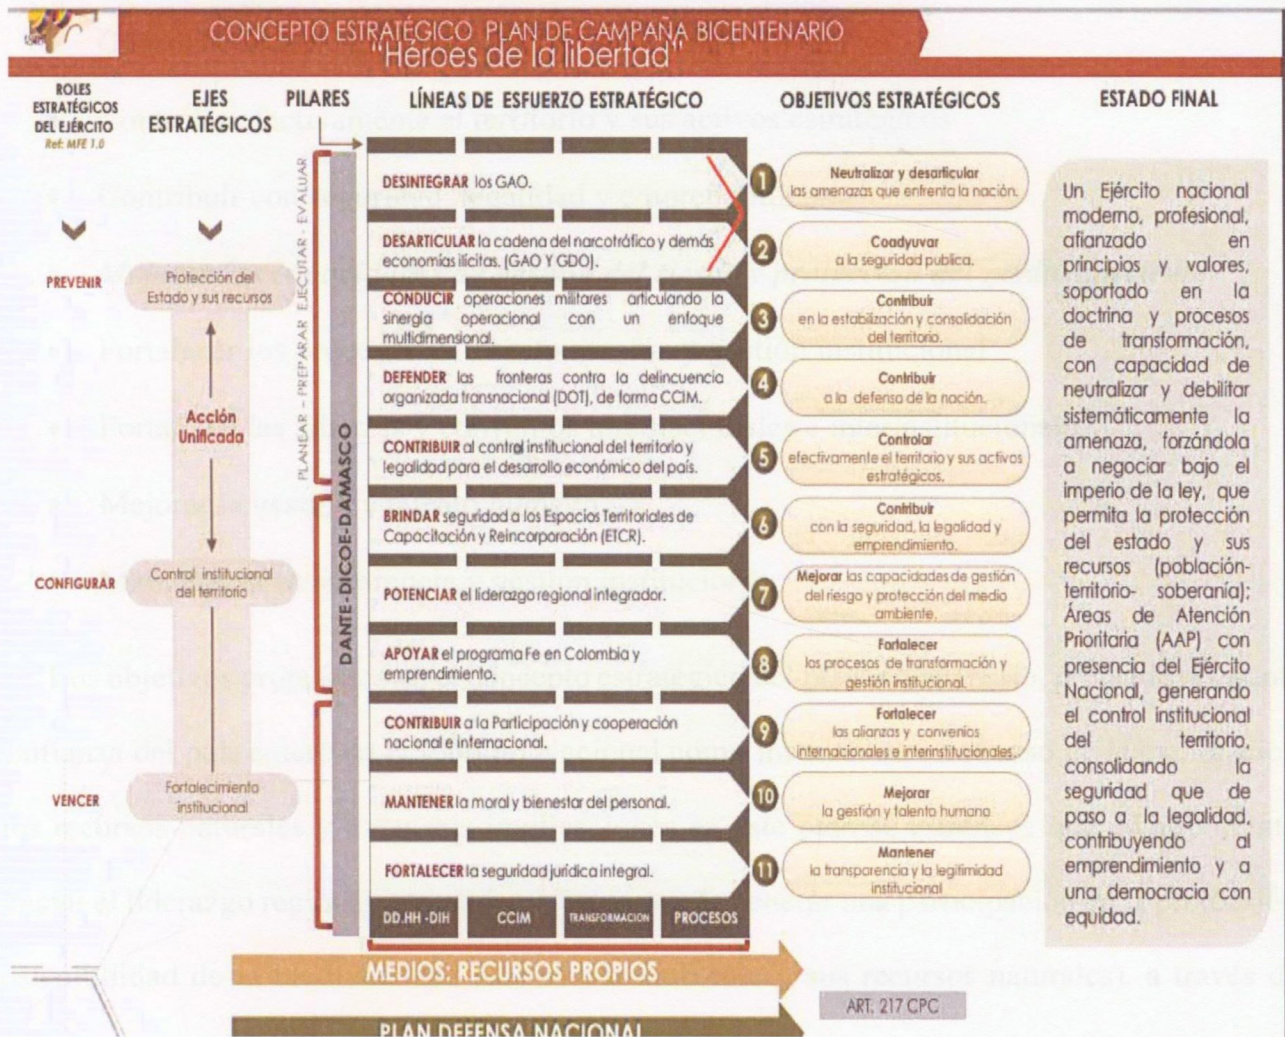 CONCEPTO ESTRATÉGICO PLAN DE CAMPAÑA BICENTENARIO
"Héroes de la libertad"
ROLES
ESTRATÉGICOS
DEL EJÉRCITO
Ref: MFE 1.0
PREVENIR
CONFIGURAR
VENCER
EJES
ESTRATÉGICOS
Protección del
Estado y sus recursos
Acción
Unificada
Control institucional
del territorio
Fortalecimiento
institucional
PILARES
PLANEAR – PREPARAR EJECUTAR - EVALUAR
DANTE-DICOE-DAMASCO
LÍNEAS DE ESFUERZO ESTRATÉGICO
DESINTEGRAR los GAO.
DESARTICULAR la cadena del narcotráfico y demás
economías ilícitas. (GAO Y GDO).
CONDUCIR operaciones militares articulando la
sinergia operacional con un enfoque
multidimensional.
DEFENDER las fronteras contra la delincuencia
organizada transnacional (DOT), de forma CCIM.
CONTRIBUIR al control institucional del territorio y
legalidad para el desarrollo económico del país.
BRINDAR seguridad a los Espacios Territoriales de
Capacitación y Reincorporación (ETCR).
POTENCIAR el liderazgo regional integrador.
APOYAR el programa Fe en Colombia y
emprendimiento.
CONTRIBUIR a la Participación y cooperación
nacional e internacional.
MANTENER la moral y bienestar del personal.
FORTALECER la seguridad jurídica integral.
DD.HH -DIH CCIM TRANSFORMACION PROCESOS
OBJETIVOS ESTRATÉGICOS
1 Neutralizar y desarticular
las amenazas que enfrenta la nación.
2 Coadyuvar
a la seguridad publica.
3 Contribuir
en la estabilización y consolidación
del territorio.
4 Contribuir
a la defensa de la nación.
5 Controlar
efectivamente el territorio y sus activos
estratégicos.
6 Contribuir
con la seguridad, la legalidad y
emprendimiento.
7 Mejorar las capacidades de gestión
del riesgo y protección del medio
ambiente.
8 Fortalecer
los procesos de transformación y
gestión institucional.
9 Fortalecer
las alianzas y convenios
internacionales e interinstitucionales
10 Mejorar
la gestión y talento humano
11 Mantener
la transparencia y la legitimidad
institucional
ESTADO FINAL
Un Ejército nacional
moderno, profesional,
afianzado en
principios y valores,
soportado en la
doctrina y procesos
de transformación,
con capacidad de
neutralizar y debilitar
sistemáticamente la
amenaza, forzándola
a negociar bajo el
imperio de la ley, que
permita la protección
del estado y sus
recursos (población-
territorio- soberanía);
Áreas de Atención
Prioritaria (AAP) con
presencia del Ejército
Nacional, generando
el control institucional
del territorio,
consolidando la
seguridad que de
paso a la legalidad,
contribuyendo al
emprendimiento y a
una democracia con
equidad.
MEDIOS: RECURSOS PROPIOS
ART. 217 CPC
PLAN DEFENSA NACIONAL